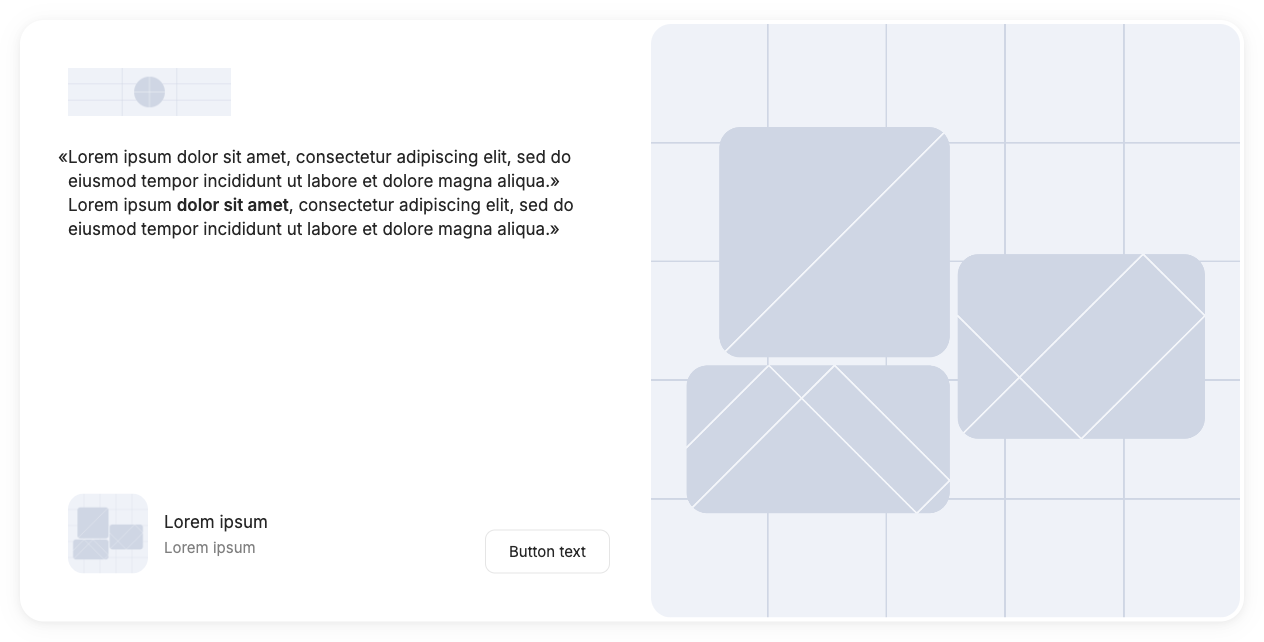 «Lorem ipsum dolor sit amet, consectetur adipiscing elit, sed do
eiusmod tempor incididunt ut labore et dolore magna aliqua.»
Lorem ipsum dolor sit amet, consectetur adipiscing elit, sed do
eiusmod tempor incididunt ut labore et dolore magna aliqua.»
Lorem ipsum
Lorem ipsum
Button text